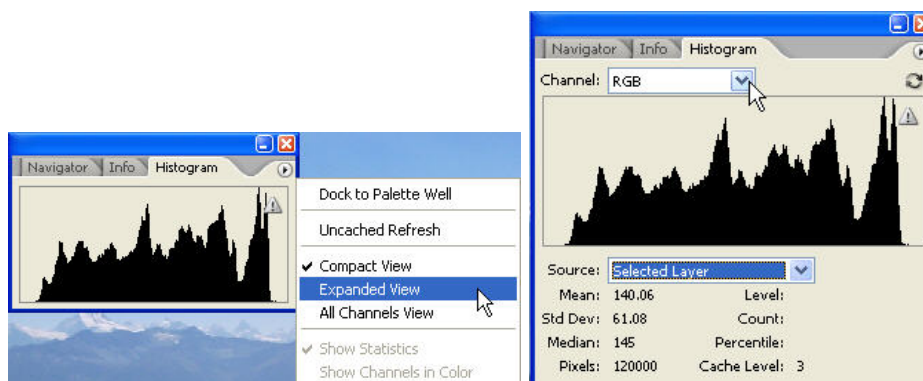 Navigator Info Histogram
Dock to Palette Well
Uncached Refresh
Compact View
Expanded View
All Channels View
Show Statistics
Show Channels in Color
Navigator Info Histogram
Channel: RGB
Source: Selected Layer
Mean: 140.06 Level:
Std Dev: 61.08 Count:
Median: 145 Percentile:
Pixels: 120000 Cache Level: 3